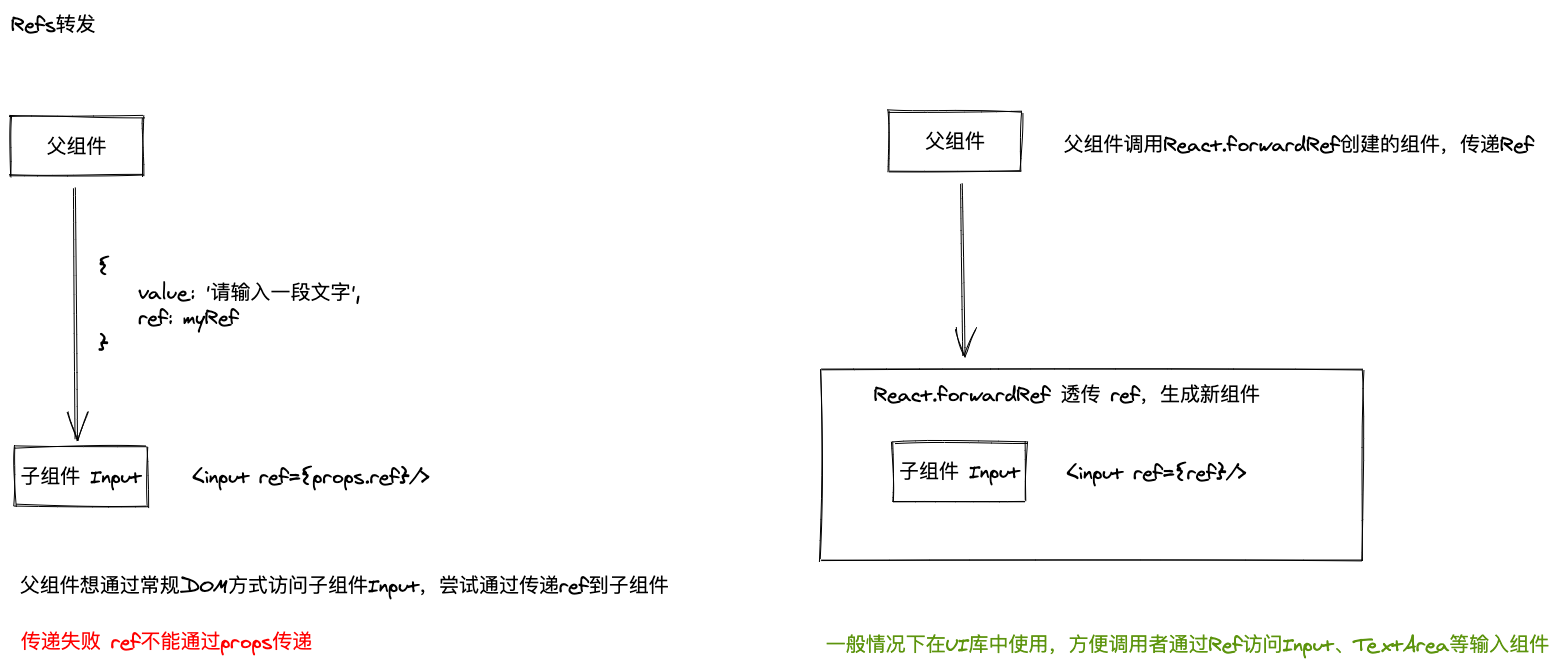 Refs转发
父组件
{
value: '请输入一段文字',
ref: myRef
}
子组件 Input
<input ref={props.ref}/>
父组件想通过常规DOM方式访问子组件Input，尝试通过传递ref到子组件
传递失败 ref不能通过props传递
父组件
父组件调用React.forwardRef创建的组件，传递Ref
React.forwardRef 透传 ref，生成新组件
子组件 Input
<input ref={ref}/>
一般情况下在UI库中使用，方便调用者通过Ref访问Input、TextArea等输入组件